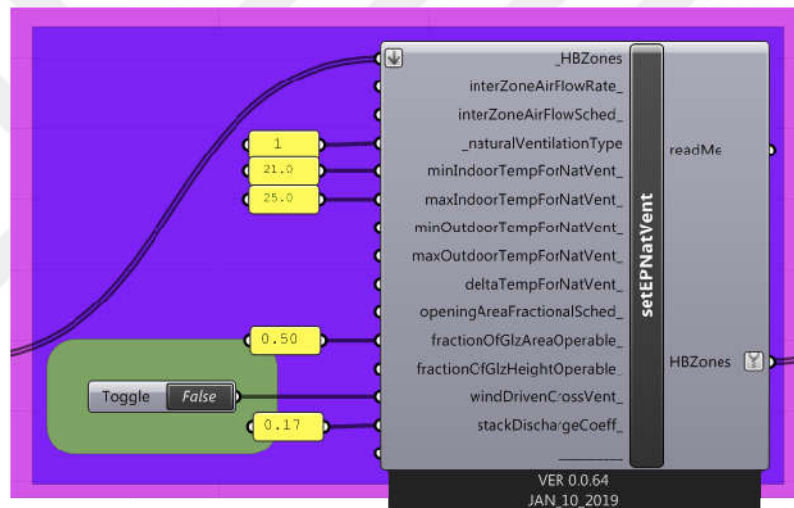 _HBZones
interZoneAirFlowRate_
interZoneAirFlowSched_
1 _naturalVentilationType
21.0 minIndoorTempForNatVent_
25.0 maxIndoorTempForNatVent_
minOutdoorTempForNatVent_
maxOutdoorTempForNatVent_
deltaTempForNatVent_
openingAreaFractionalSched_
0.50 fractionOfGlzAreaOperable_
fractionOfGlzHeightOperable_
Toggle False windDrivenCrossVent_
0.17 stackDischargeCoeff_
setEPNatVent
readMe
HBZones
VER 0.0.64
JAN_10_2019